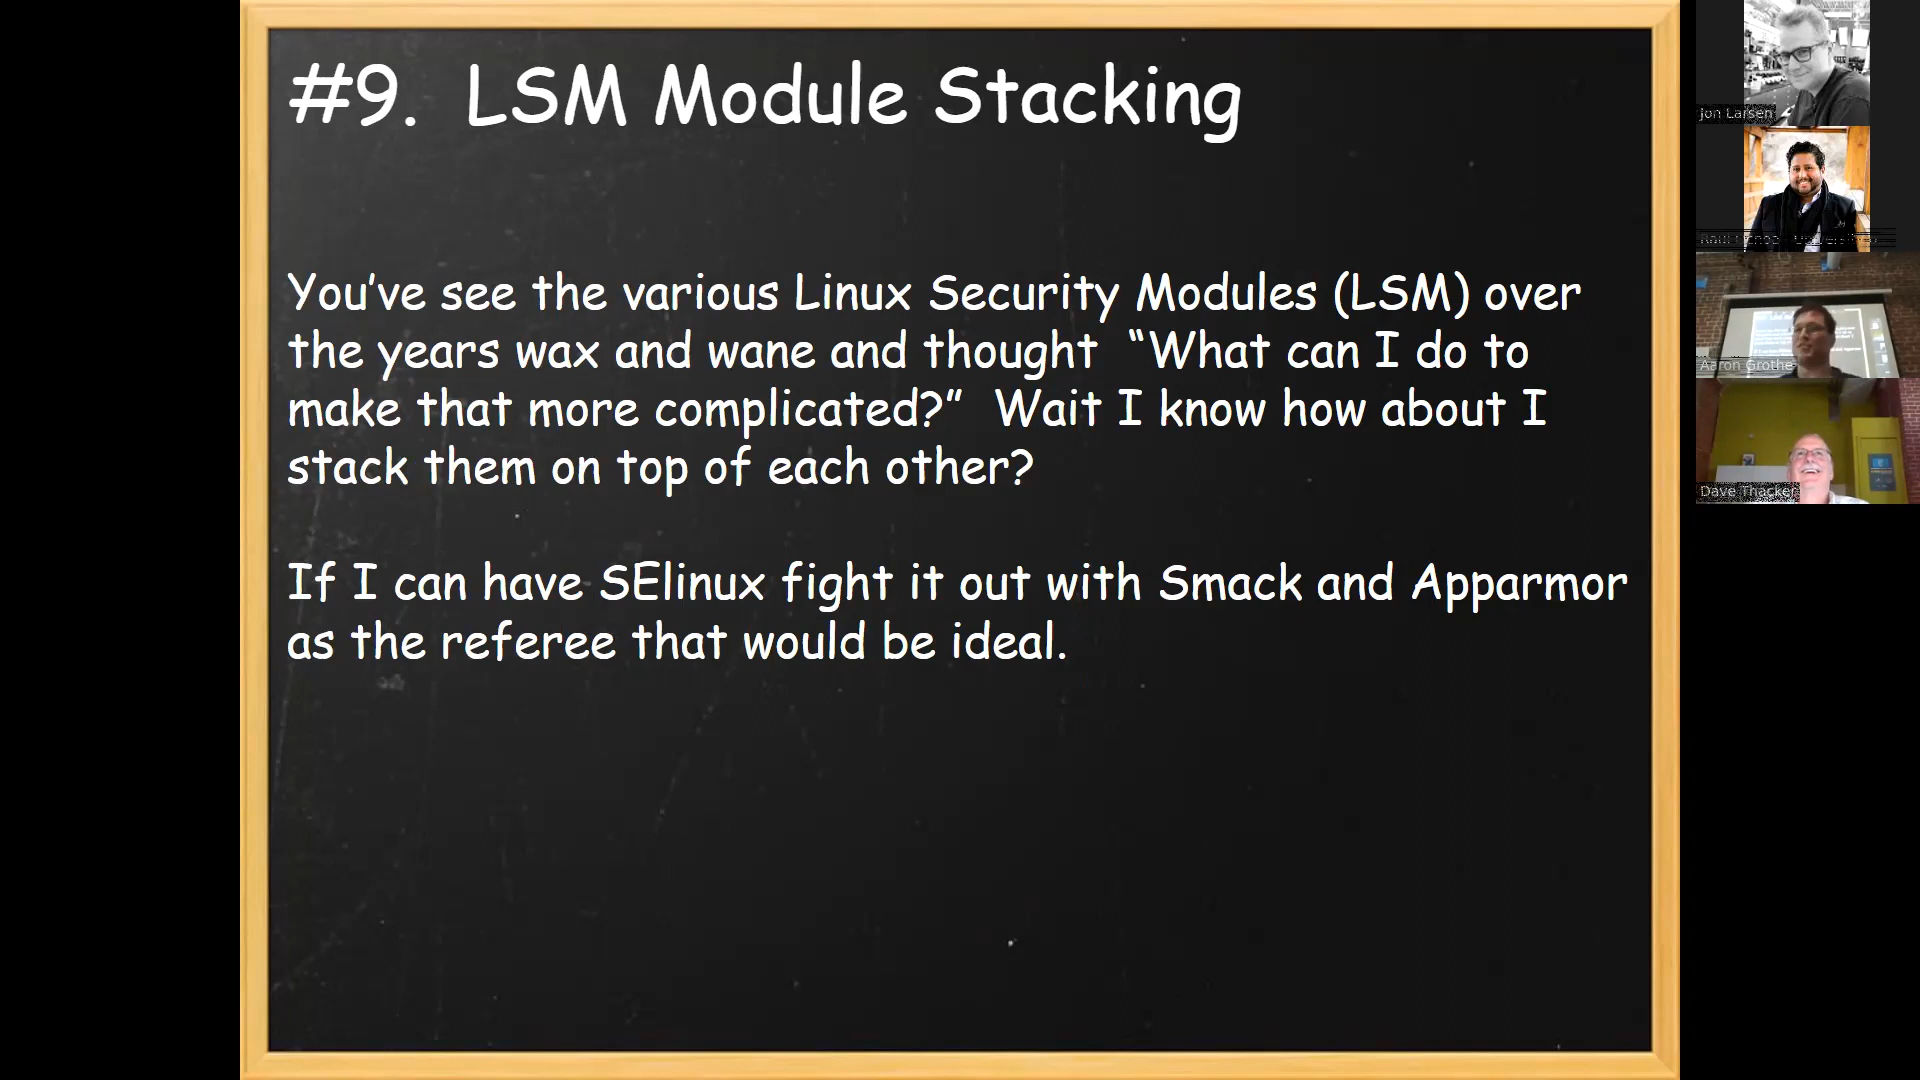 #9. LSM Module Stacking
You’ve see the various Linux Security Modules (LSM) over
the years wax and wane and thought “What can I do to
make that more complicated?” Wait I know how about I
stack them on top of each other?
If I can have SElinux fight it out with Smack and Apparmor
as the referee that would be ideal.
Jon Larsen
Aaron Grothe
Dave Thacker